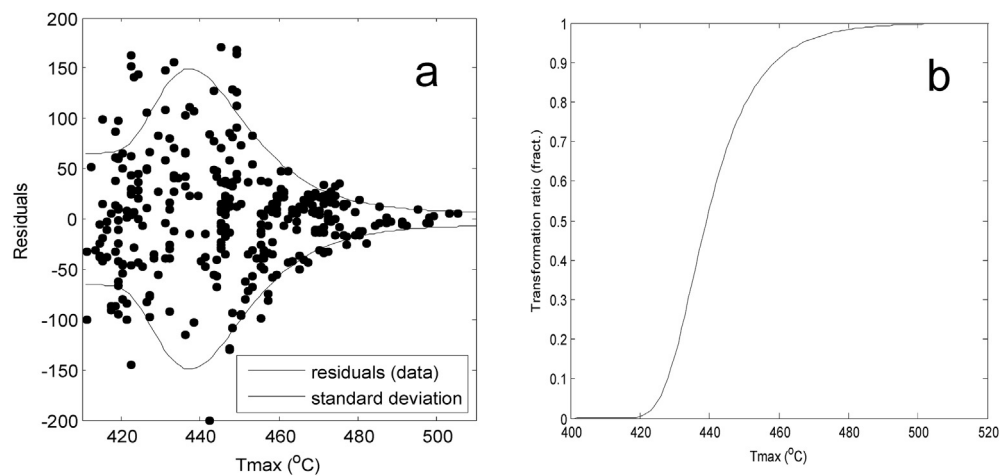 a
200
150
100
50
0
-50
-100
-150
-200
Residuals
residuals (data)
standard deviation
420 440 460 480 500
Tmax (°C)
b
1
0.9
0.8
0.7
0.6
0.5
0.4
0.3
0.2
0.1
0
Transformation ratio (fract.)
400 420 440 460 480 500 520
Tmax (°C)